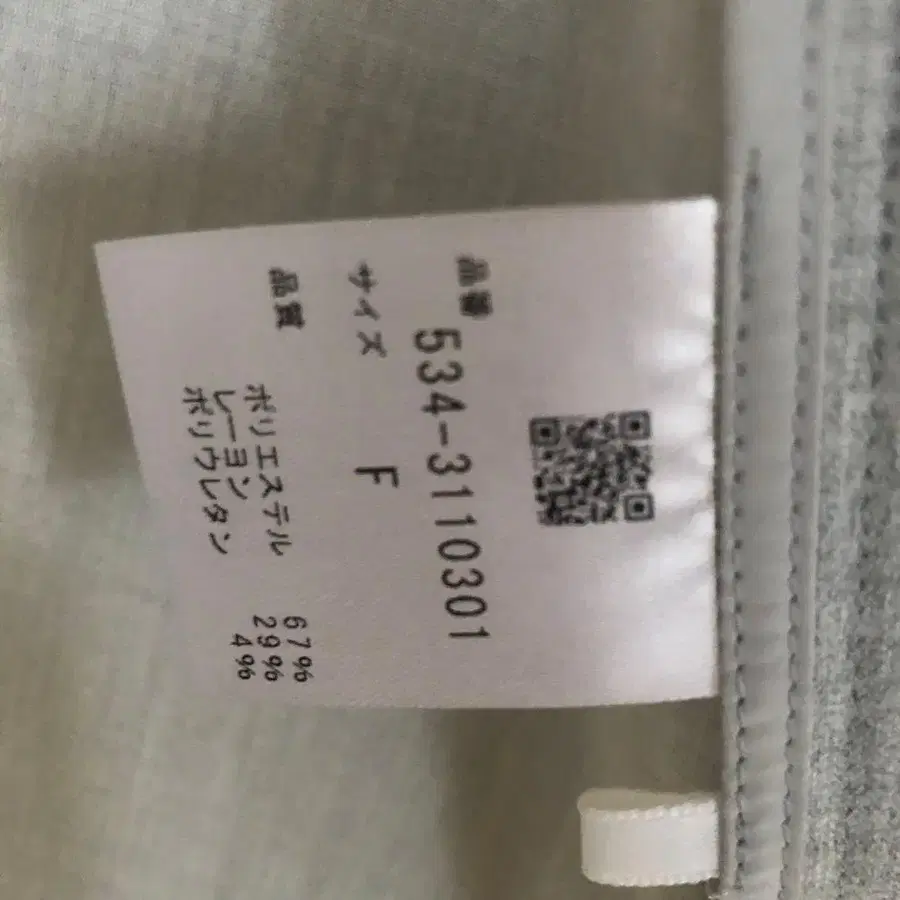 品番
534-3110301
サイズ F
品質
ポリエステル 67%
レーヨン 29%
ポリウレタン 4%